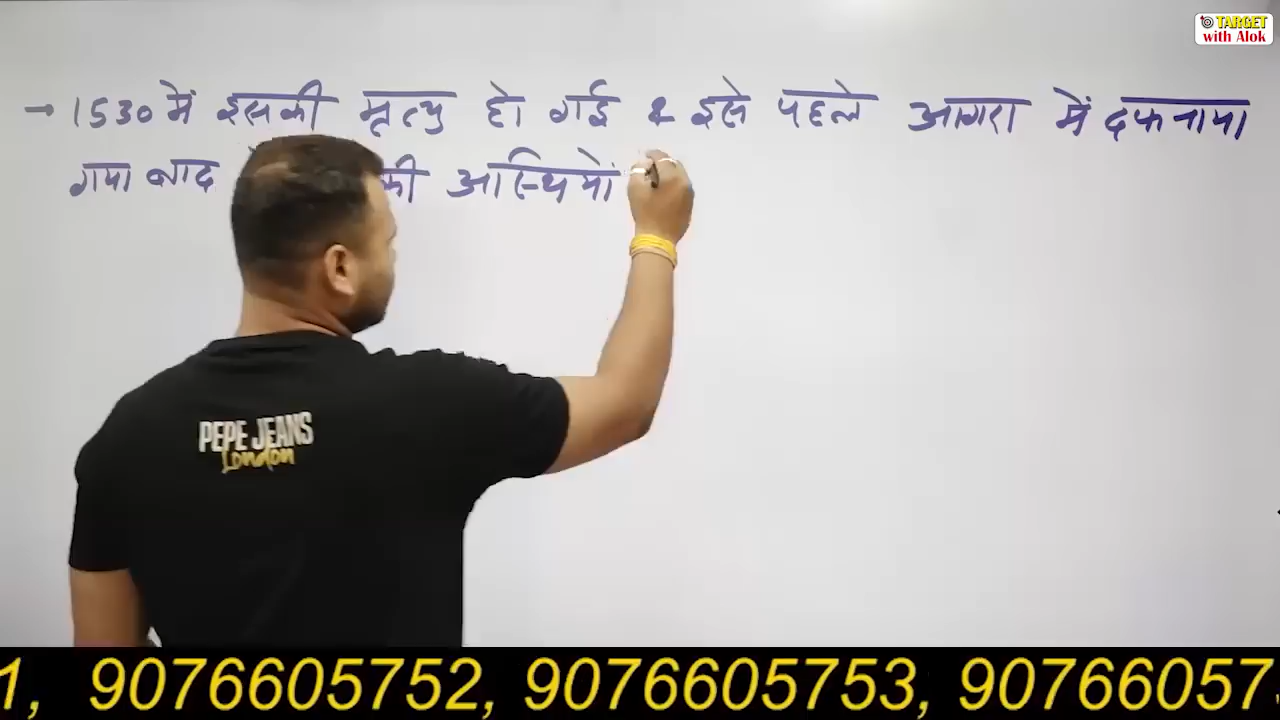 TARGET
with Alok
→ 1530 में इसकी मृत्यु हो गई & इसे पहले आगरा में दफनाया
गया बाद की अस्थियों
PEPE JEANS
London
1, 9076605752, 9076605753, 90766057